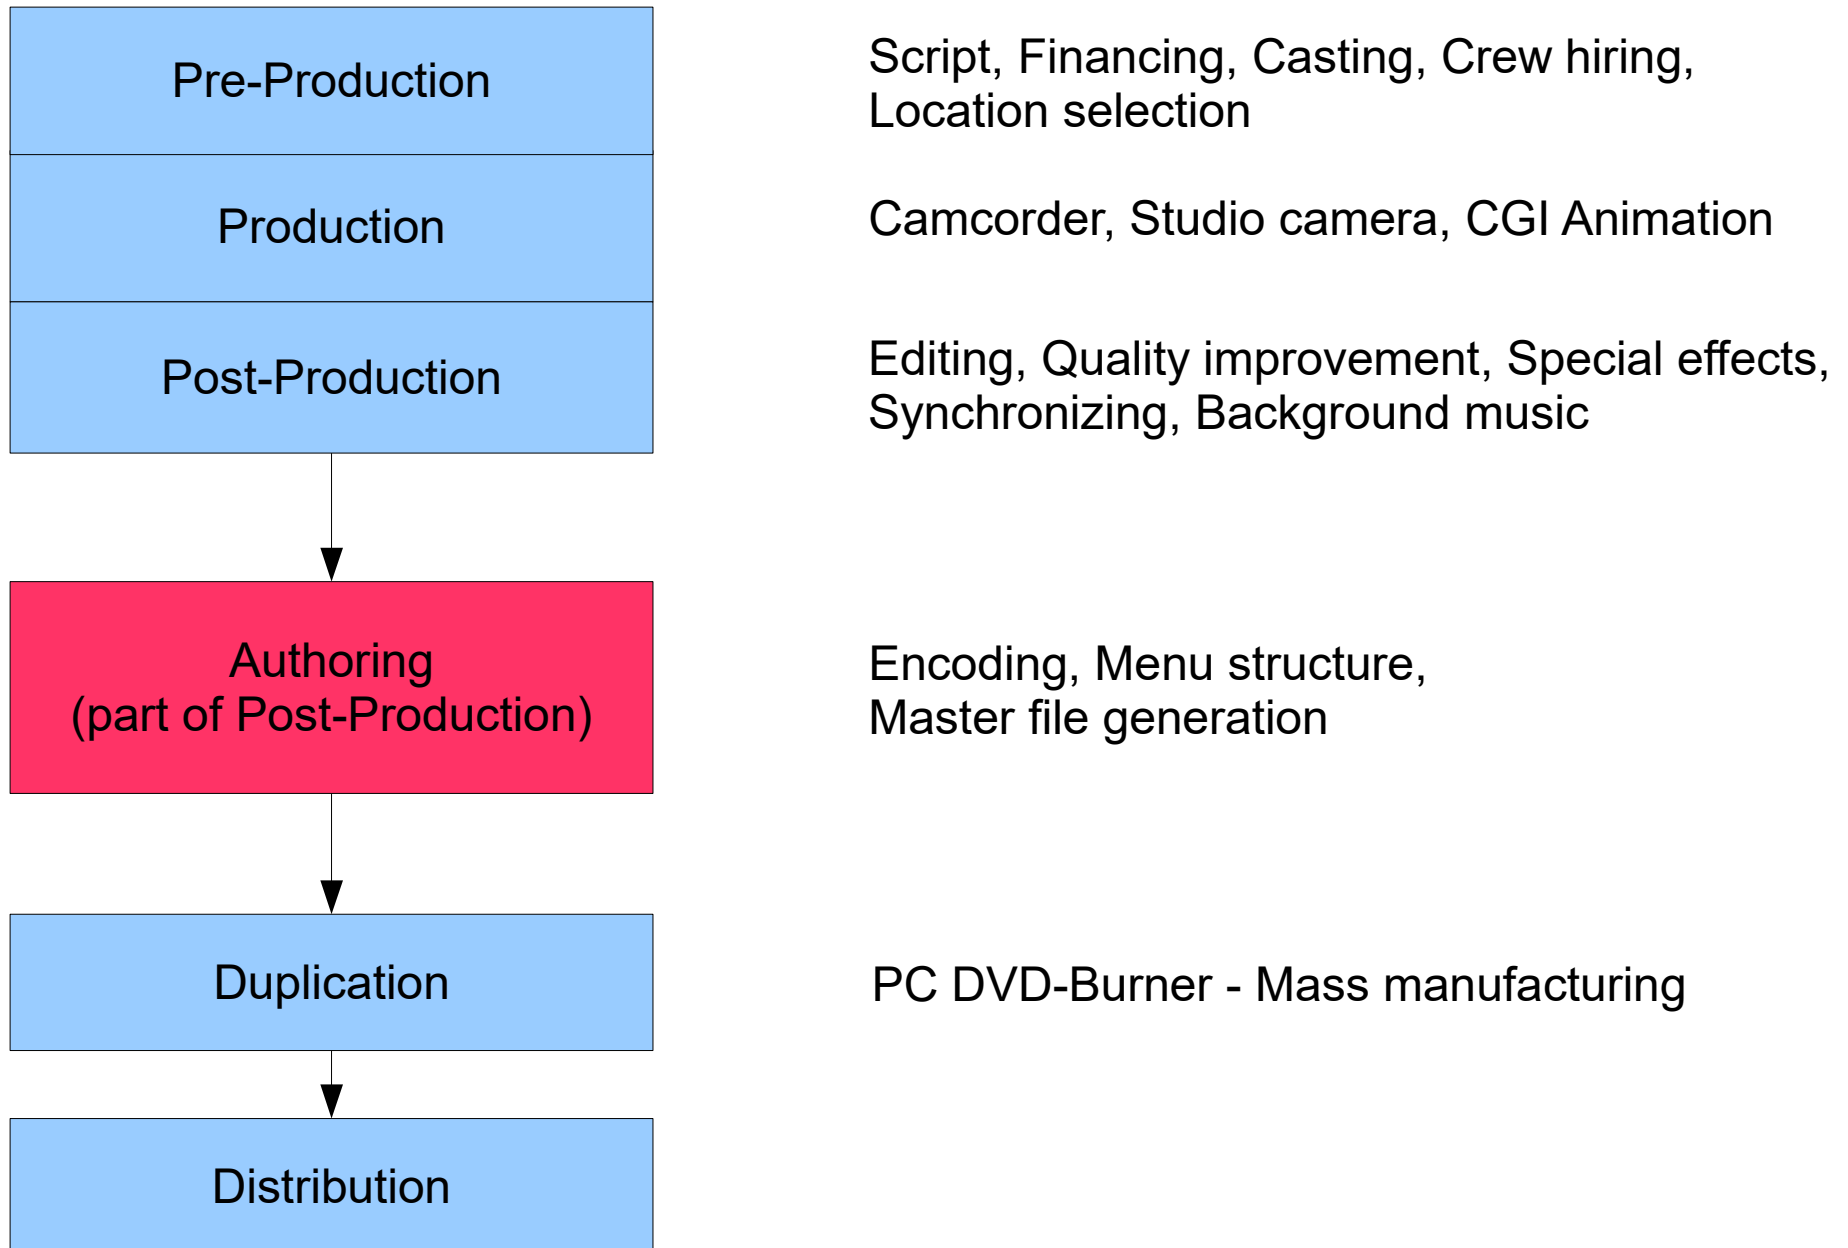 Pre-Production
Script, Financing, Casting, Crew hiring,
Location selection
Production
Camcorder, Studio camera, CGI Animation
Post-Production
Editing, Quality improvement, Special effects,
Synchronizing, Background music
Authoring
(part of Post-Production)
Encoding, Menu structure,
Master file generation
Duplication
PC DVD-Burner - Mass manufacturing
Distribution